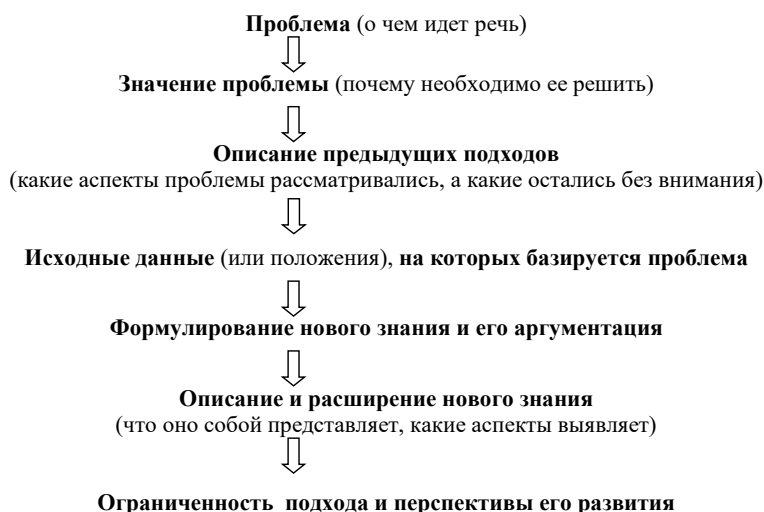 Проблема (о чем идет речь)
Значение проблемы (почему необходимо ее решить)
Описание предыдущих подходов
(какие аспекты проблемы рассматривались, а какие остались без внимания)
Исходные данные (или положения), на которых базируется проблема
Формулирование нового знания и его аргументация
Описание и расширение нового знания
(что оно собой представляет, какие аспекты выявляет)
Ограниченность подхода и перспективы его развития